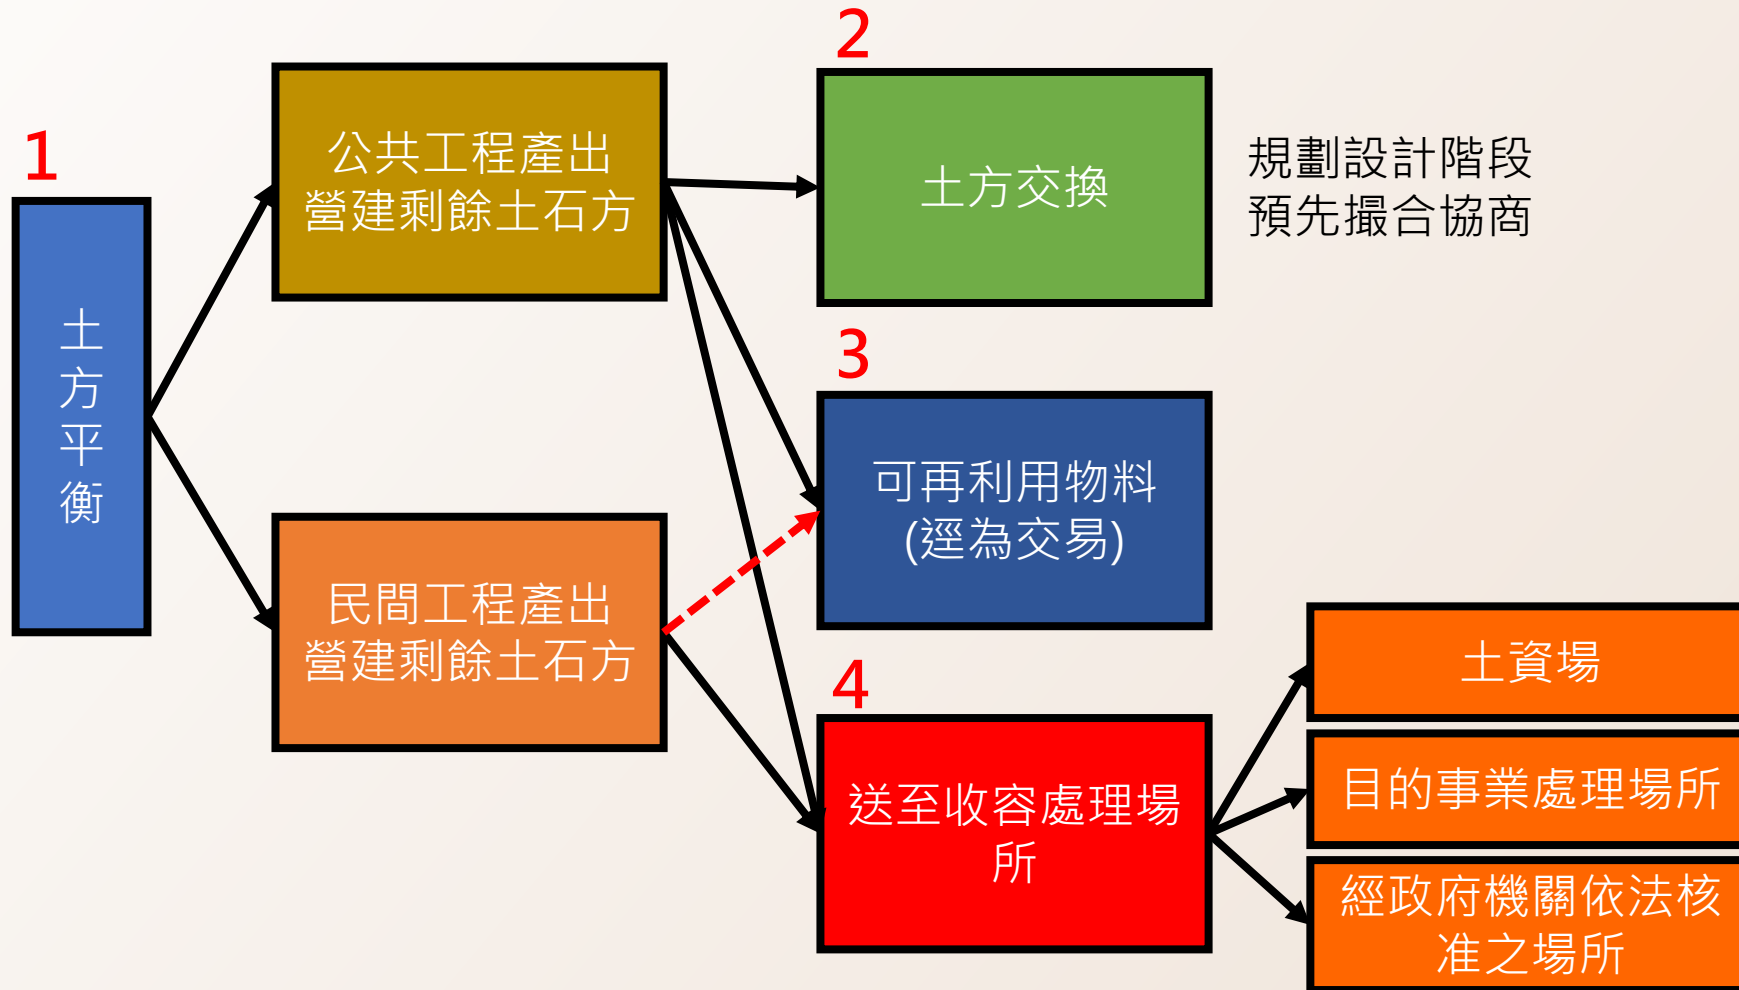 1
土
方
平
衡
公共工程產出
營建剩餘土石方
民間工程產出
營建剩餘土石方
2
土方交換
規劃設計階段
預先撮合協商
3
可再利用物料
(逕為交易)
4
送至收容處理場
所
土資場
目的事業處理場所
經政府機關依法核
准之場所